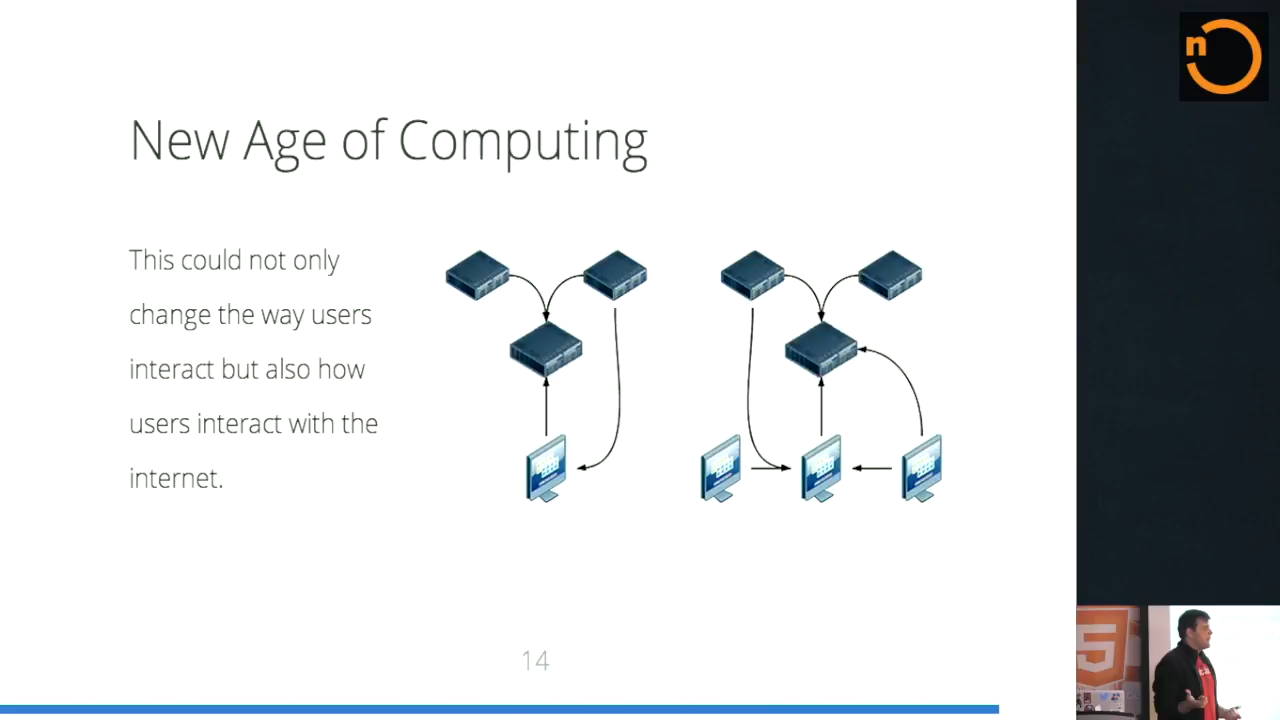 New Age of Computing
This could not only
change the way users
interact but also how
users interact with the
internet.
14
n
5